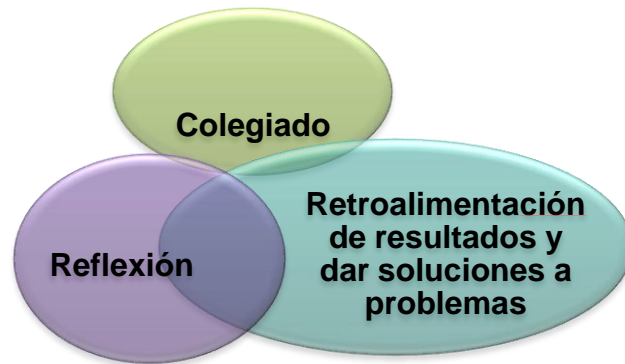 Colegiado
Reflexión
Retroalimentación
de resultados y
dar soluciones a
problemas